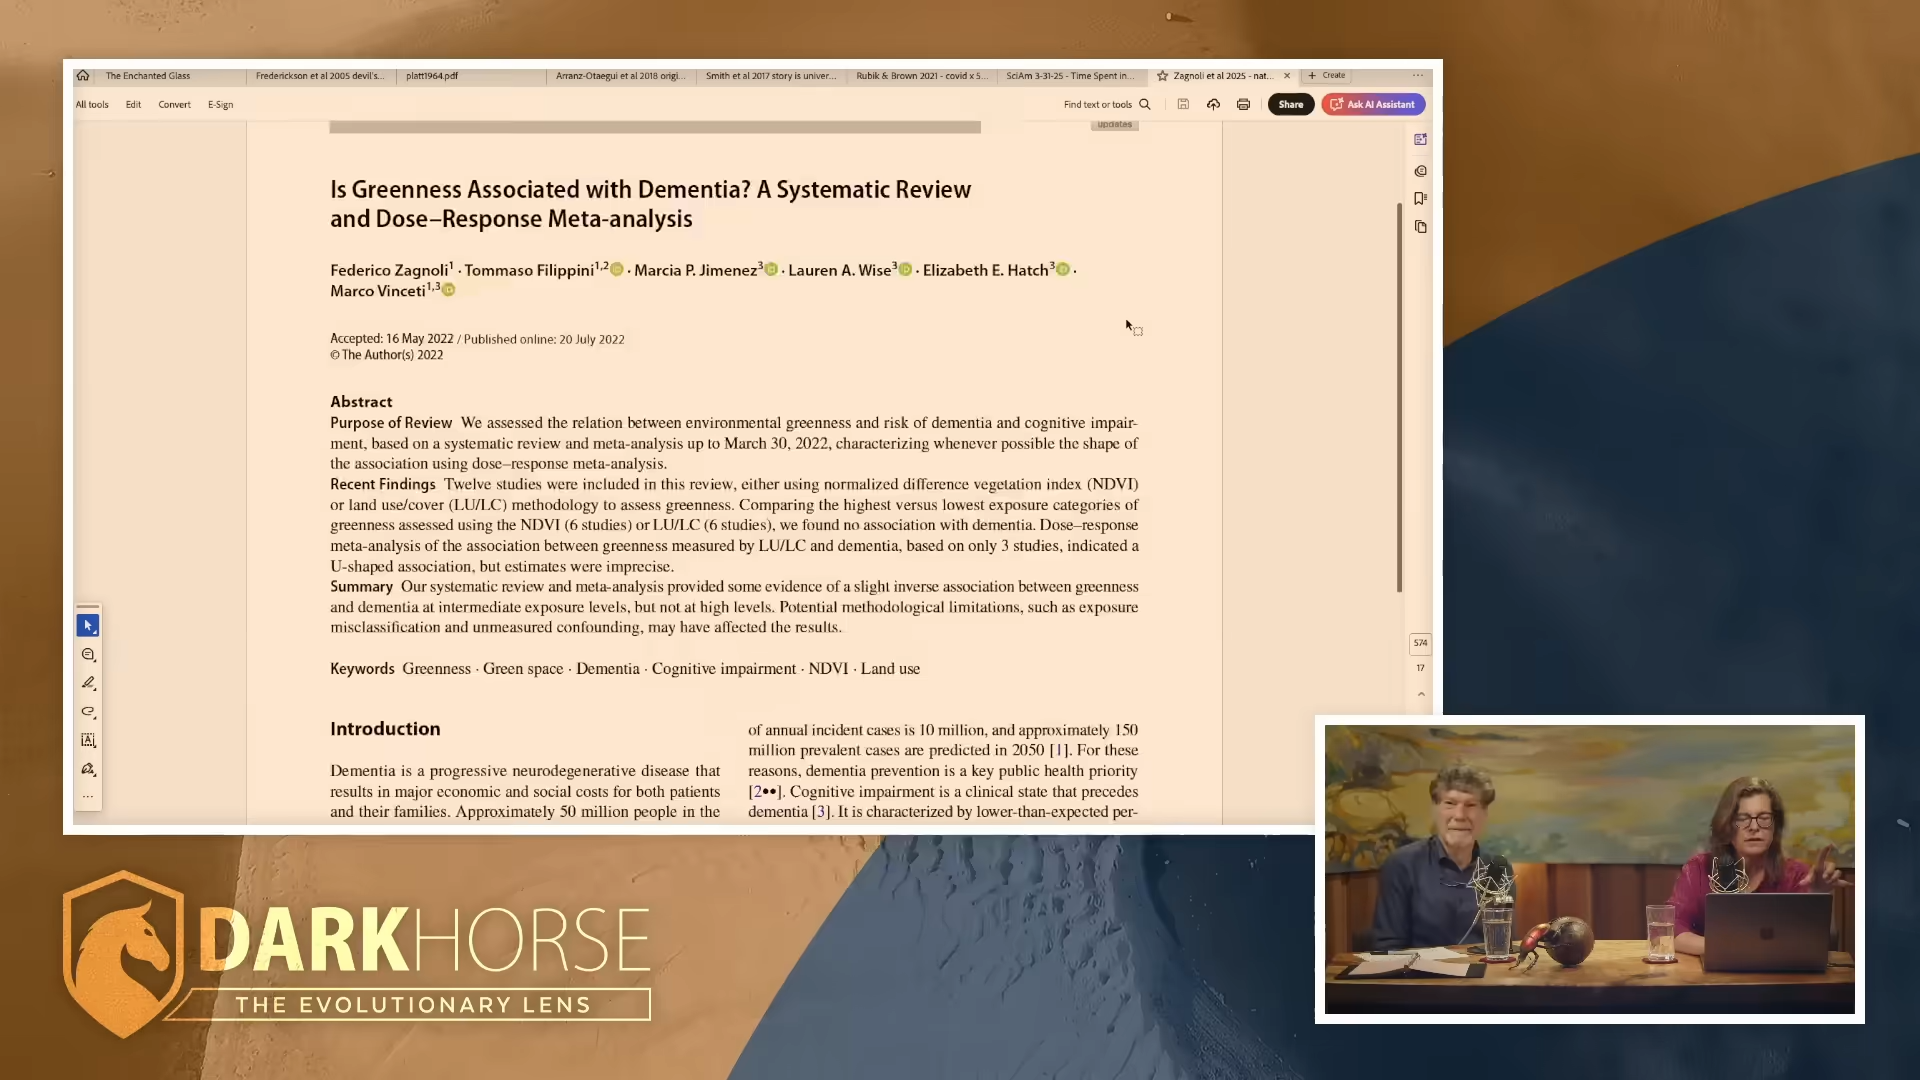 The Enchanted Glass
Frederickson et al 2005 devil's...
platt1964.pdf
Arranz-Otaegui et al 2018 origi...
Smith et al 2017 story is univer...
Rubik & Brown 2021 - covid x 5...
SciAm 3-31-25 - Time Spent in...
Zagnoli et al 2025 - nat...
Create
All tools
Edit
Convert
E-Sign
Find text or tools
Share
Ask AI Assistant
updates
Is Greenness Associated with Dementia? A Systematic Review
and Dose–Response Meta-analysis
Federico Zagnoli1 · Tommaso Filippini1,2 · Marcia P. Jimenez3 · Lauren A. Wise3 · Elizabeth E. Hatch3 ·
Marco Vinceti1,3
Accepted: 16 May 2022 / Published online: 20 July 2022
© The Author(s) 2022
Abstract
Purpose of Review We assessed the relation between environmental greenness and risk of dementia and cognitive impair-
ment, based on a systematic review and meta-analysis up to March 30, 2022, characterizing whenever possible the shape of
the association using dose–response meta-analysis.
Recent Findings Twelve studies were included in this review, either using normalized difference vegetation index (NDVI)
or land use/cover (LU/LC) methodology to assess greenness. Comparing the highest versus lowest exposure categories of
greenness assessed using the NDVI (6 studies) or LU/LC (6 studies), we found no association with dementia. Dose–response
meta-analysis of the association between greenness measured by LU/LC and dementia, based on only 3 studies, indicated a
U-shaped association, but estimates were imprecise.
Summary Our systematic review and meta-analysis provided some evidence of a slight inverse association between greenness
and dementia at intermediate exposure levels, but not at high levels. Potential methodological limitations, such as exposure
misclassification and unmeasured confounding, may have affected the results.
Keywords Greenness · Green space · Dementia · Cognitive impairment · NDVI · Land use
Introduction
Dementia is a progressive neurodegenerative disease that
results in major economic and social costs for both patients
and their families. Approximately 50 million people in the
of annual incident cases is 10 million, and approximately 150
million prevalent cases are predicted in 2050 [1]. For these
reasons, dementia prevention is a key public health priority
[2••]. Cognitive impairment is a clinical state that precedes
dementia [3]. It is characterized by lower-than-expected per-
574
17
DARKHORSE
THE EVOLUTIONARY LENS